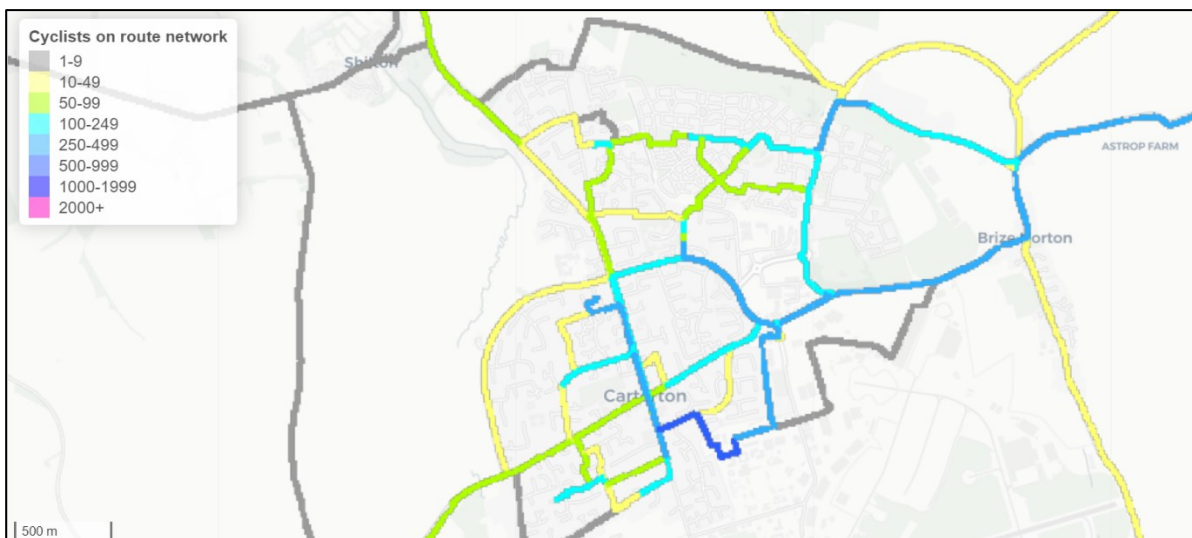 Cyclists on route network
1-9
10-49
50-99
100-249
250-499
500-999
1000-1999
2000+
Shilton
ASTROP FARM
Brize Norton
Carterton
500 m